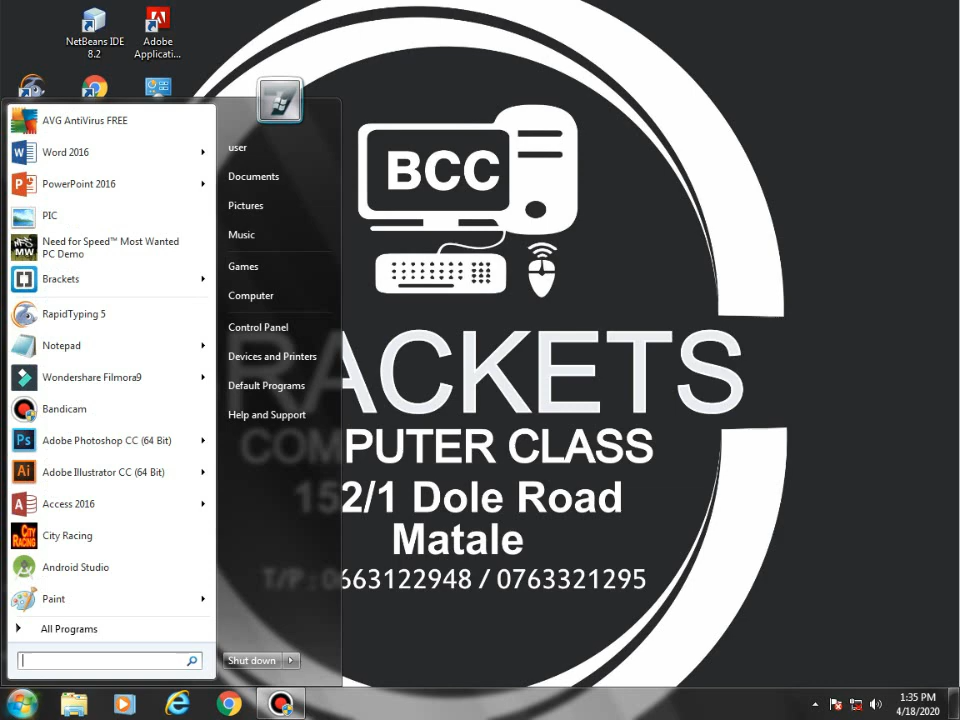 NetBeans IDE
8.2
Adobe
Applicati...
AVG AntiVirus FREE
Word 2016
PowerPoint 2016
PIC
Need for Speed™ Most Wanted
PC Demo
Brackets
RapidTyping 5
Notepad
Wondershare Filmora9
Bandicam
Adobe Photoshop CC (64 Bit)
Adobe Illustrator CC (64 Bit)
Access 2016
City Racing
Android Studio
Paint
All Programs
user
Documents
Pictures
Music
Games
Computer
Control Panel
Devices and Printers
Default Programs
Help and Support
Shut down
BCC
RACKETS
COMPUTER CLASS
152/1 Dole Road
Matale
T/P : 0663122948 / 0763321295
1:35 PM
4/18/2020